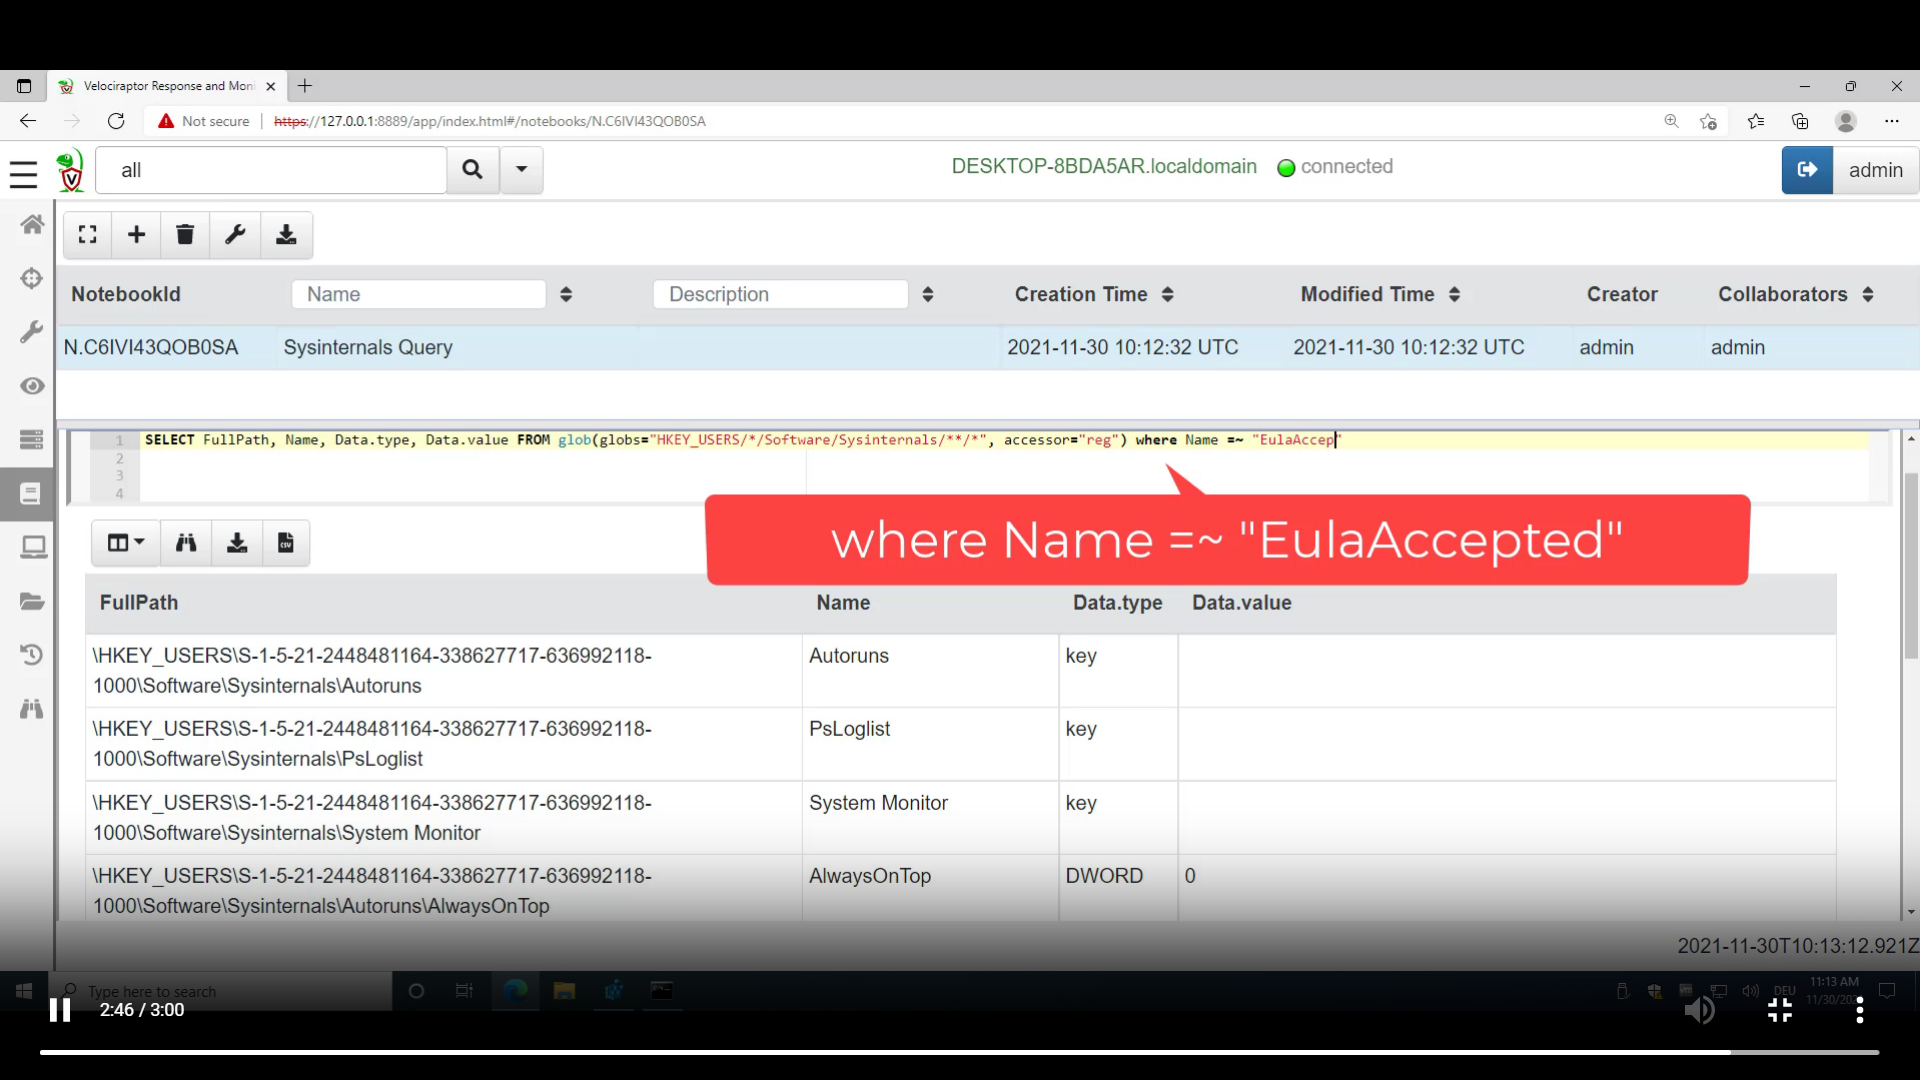 Velociraptor Response and Moni
Not secure https://127.0.0.1:8889/app/index.html#/notebooks/N.C6IVI43QOB0SA
all
DESKTOP-8BDA5AR.localdomain connected
admin
NotebookId Name Description Creation Time Modified Time Creator Collaborators
N.C6IVI43QOB0SA Sysinternals Query 2021-11-30 10:12:32 UTC 2021-11-30 10:12:32 UTC admin admin
1 SELECT FullPath, Name, Data.type, Data.value FROM glob(globs="HKEY_USERS/*/Software/Sysinternals/**/*", accessor="reg") where Name =~ "EulaAccep"
2
3
4
where Name =~ "EulaAccepted"
CSV
FullPath Name Data.type Data.value
\HKEY_USERS\S-1-5-21-2448481164-338627717-636992118-
1000\Software\Sysinternals\Autoruns
Autoruns key
\HKEY_USERS\S-1-5-21-2448481164-338627717-636992118-
1000\Software\Sysinternals\PsLoglist
PsLoglist key
\HKEY_USERS\S-1-5-21-2448481164-338627717-636992118-
1000\Software\Sysinternals\System Monitor
System Monitor key
\HKEY_USERS\S-1-5-21-2448481164-338627717-636992118-
1000\Software\Sysinternals\Autoruns\AlwaysOnTop
AlwaysOnTop DWORD 0
2021-11-30T10:13:12.921Z
Type here to search
DEU
11:13 AM
2:46 / 3:00